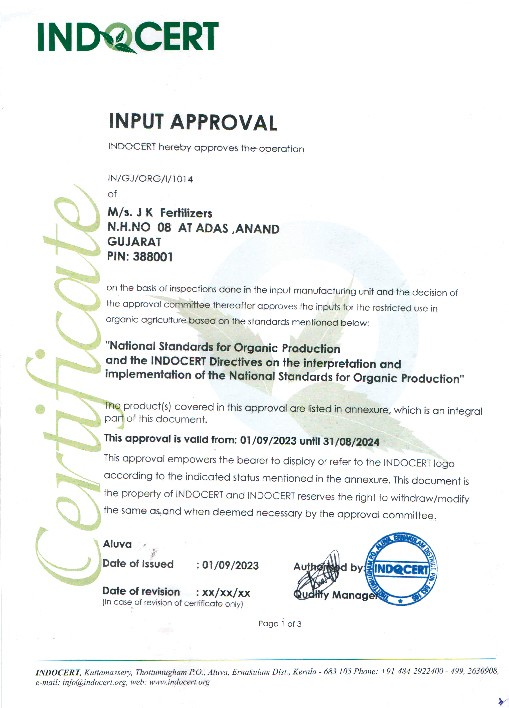 INDOCERT
INPUT APPROVAL
INDOCERT hereby approves the operation
IN/GJ/ORG/I/1014
of
M/s. J K Fertilizers
N.H.NO 08 AT ADAS ,ANAND
GUJARAT
PIN: 388001
on the basis of inspections done in the input manufacturing unit and the decision of
the approval committee thereafter approves the inputs for the restricted use in
organic agriculture based on the standards mentioned below:
"National Standards for Organic Production
and the INDOCERT Directives on the interpretation and
implementation of the National Standards for Organic Production"
The product(s) covered in this approval are listed in annexure, which is an integral
part of this document.
This approval is valid from: 01/09/2023 until 31/08/2024
This approval empowers the bearer to display or refer to the INDOCERT logo
according to the indicated status mentioned in the annexure. This document is
the property of INDOCERT and INDOCERT reserves the right to withdraw/modify
the same as,and when deemed necessary by the approval committee.
Certificate
Aluva
Date of issued : 01/09/2023
Authorised by:
INDOCERT
Date of revision : xx/xx/xx
Quality Manager
(In case of revision of certificate only)
Page 1 of 3
INDOCERT, Kuttamassery, Thottumugham P.O., Aluva, Ernakulam Dist., Kerala - 683 105 Phone: +91 484 2922400 - 499, 2630908,
e-mail: info@indocert.org, web: www.indocert.org